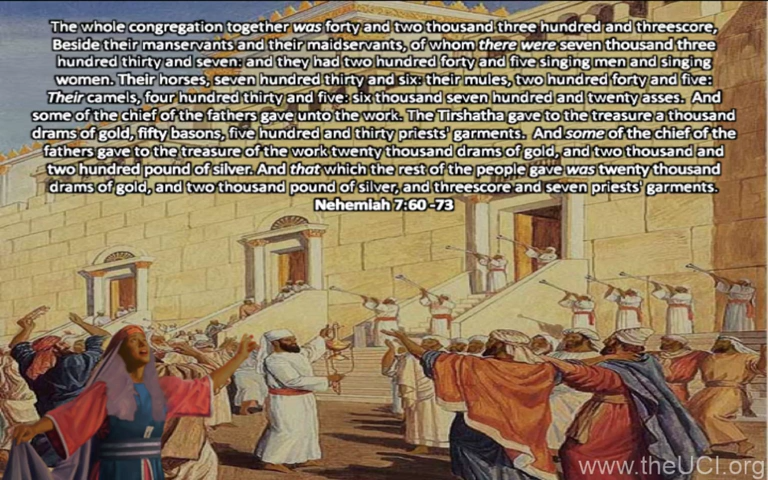 The whole congregation together was forty and two thousand three hundred and threescore,
Beside their manservants and their maidservants, of whom there were seven thousand three
hundred thirty and seven: and they had two hundred forty and five singing men and singing
women. Their horses, seven hundred thirty and six: their mules, two hundred forty and five:
Their camels, four hundred thirty and five: six thousand seven hundred and twenty asses. And
some of the chief of the fathers gave unto the work. The Tirshatha gave to the treasure a thousand
drams of gold, fifty basons, five hundred and thirty priests' garments. And some of the chief of the
fathers gave to the treasure of the work twenty thousand drams of gold, and two thousand and
two hundred pound of silver. And that which the rest of the people gave was twenty thousand
drams of gold, and two thousand pound of silver, and threescore and seven priests' garments.
Nehemiah 7:60 -73
www.theUCI.org